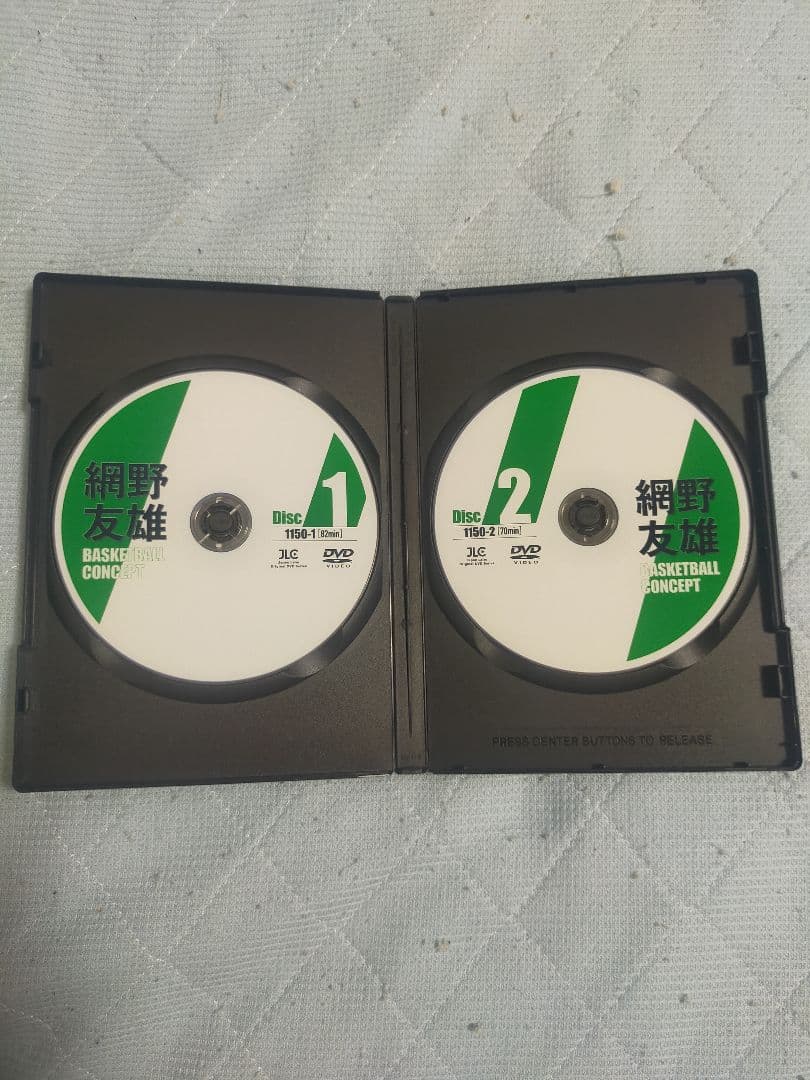 網野
友雄
BASKETBALL
CONCEPT
Disc 1
1150-1 [82min]
JLC
DVD
VIDEO
Disc 2
1150-2 [70min]
JLC
DVD
VIDEO
網野
友雄
BASKETBALL
CONCEPT
PRESS CENTER BUTTONS TO RELEASE